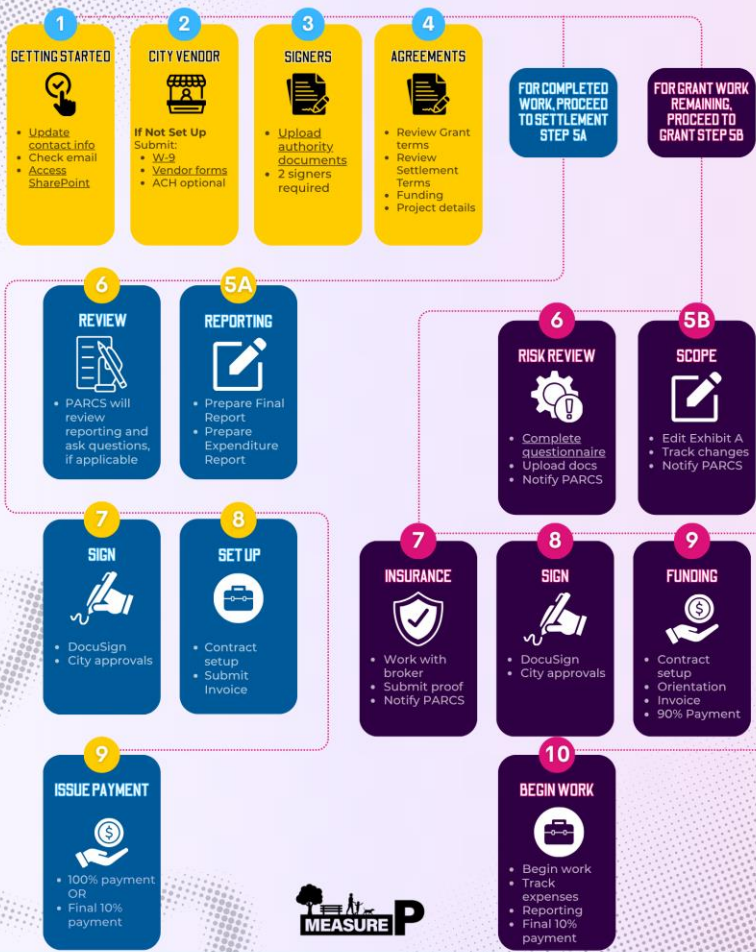 1
GETTING STARTED
• Update
contact info
• Check email
• Access
SharePoint
2
CITY VENDOR
If Not Set Up
Submit:
• W-9
• Vendor forms
• ACH optional
3
SIGNERS
• Upload
authority
documents
• 2 signers
required
4
AGREEMENTS
• Review Grant
terms
• Review
Settlement
Terms
• Funding
• Project details
FOR COMPLETED
WORK, PROCEED
TO SETTLEMENT
STEP 5A
FOR GRANT WORK
REMAINING,
PROCEED TO
GRANT STEP 5B
5A
REPORTING
• Prepare Final
Report
• Prepare
Expenditure
Report
6
REVIEW
• PARCS will
review
reporting and
ask questions,
if applicable
7
SIGN
• DocuSign
• City approvals
8
SET UP
• Contract
setup
• Submit
Invoice
9
ISSUE PAYMENT
• 100% payment
OR
• Final 10%
payment
5B
SCOPE
• Edit Exhibit A
• Track changes
• Notify PARCS
6
RISK REVIEW
• Complete
questionnaire
• Upload docs
• Notify PARCS
7
INSURANCE
• Work with
broker
• Submit proof
• Notify PARCS
8
SIGN
• DocuSign
• City approvals
9
FUNDING
• Contract
setup
• Orientation
• Invoice
• 90% Payment
10
BEGIN WORK
• Begin work
• Track
expenses
• Reporting
• Final 10%
payment
MEASURE P